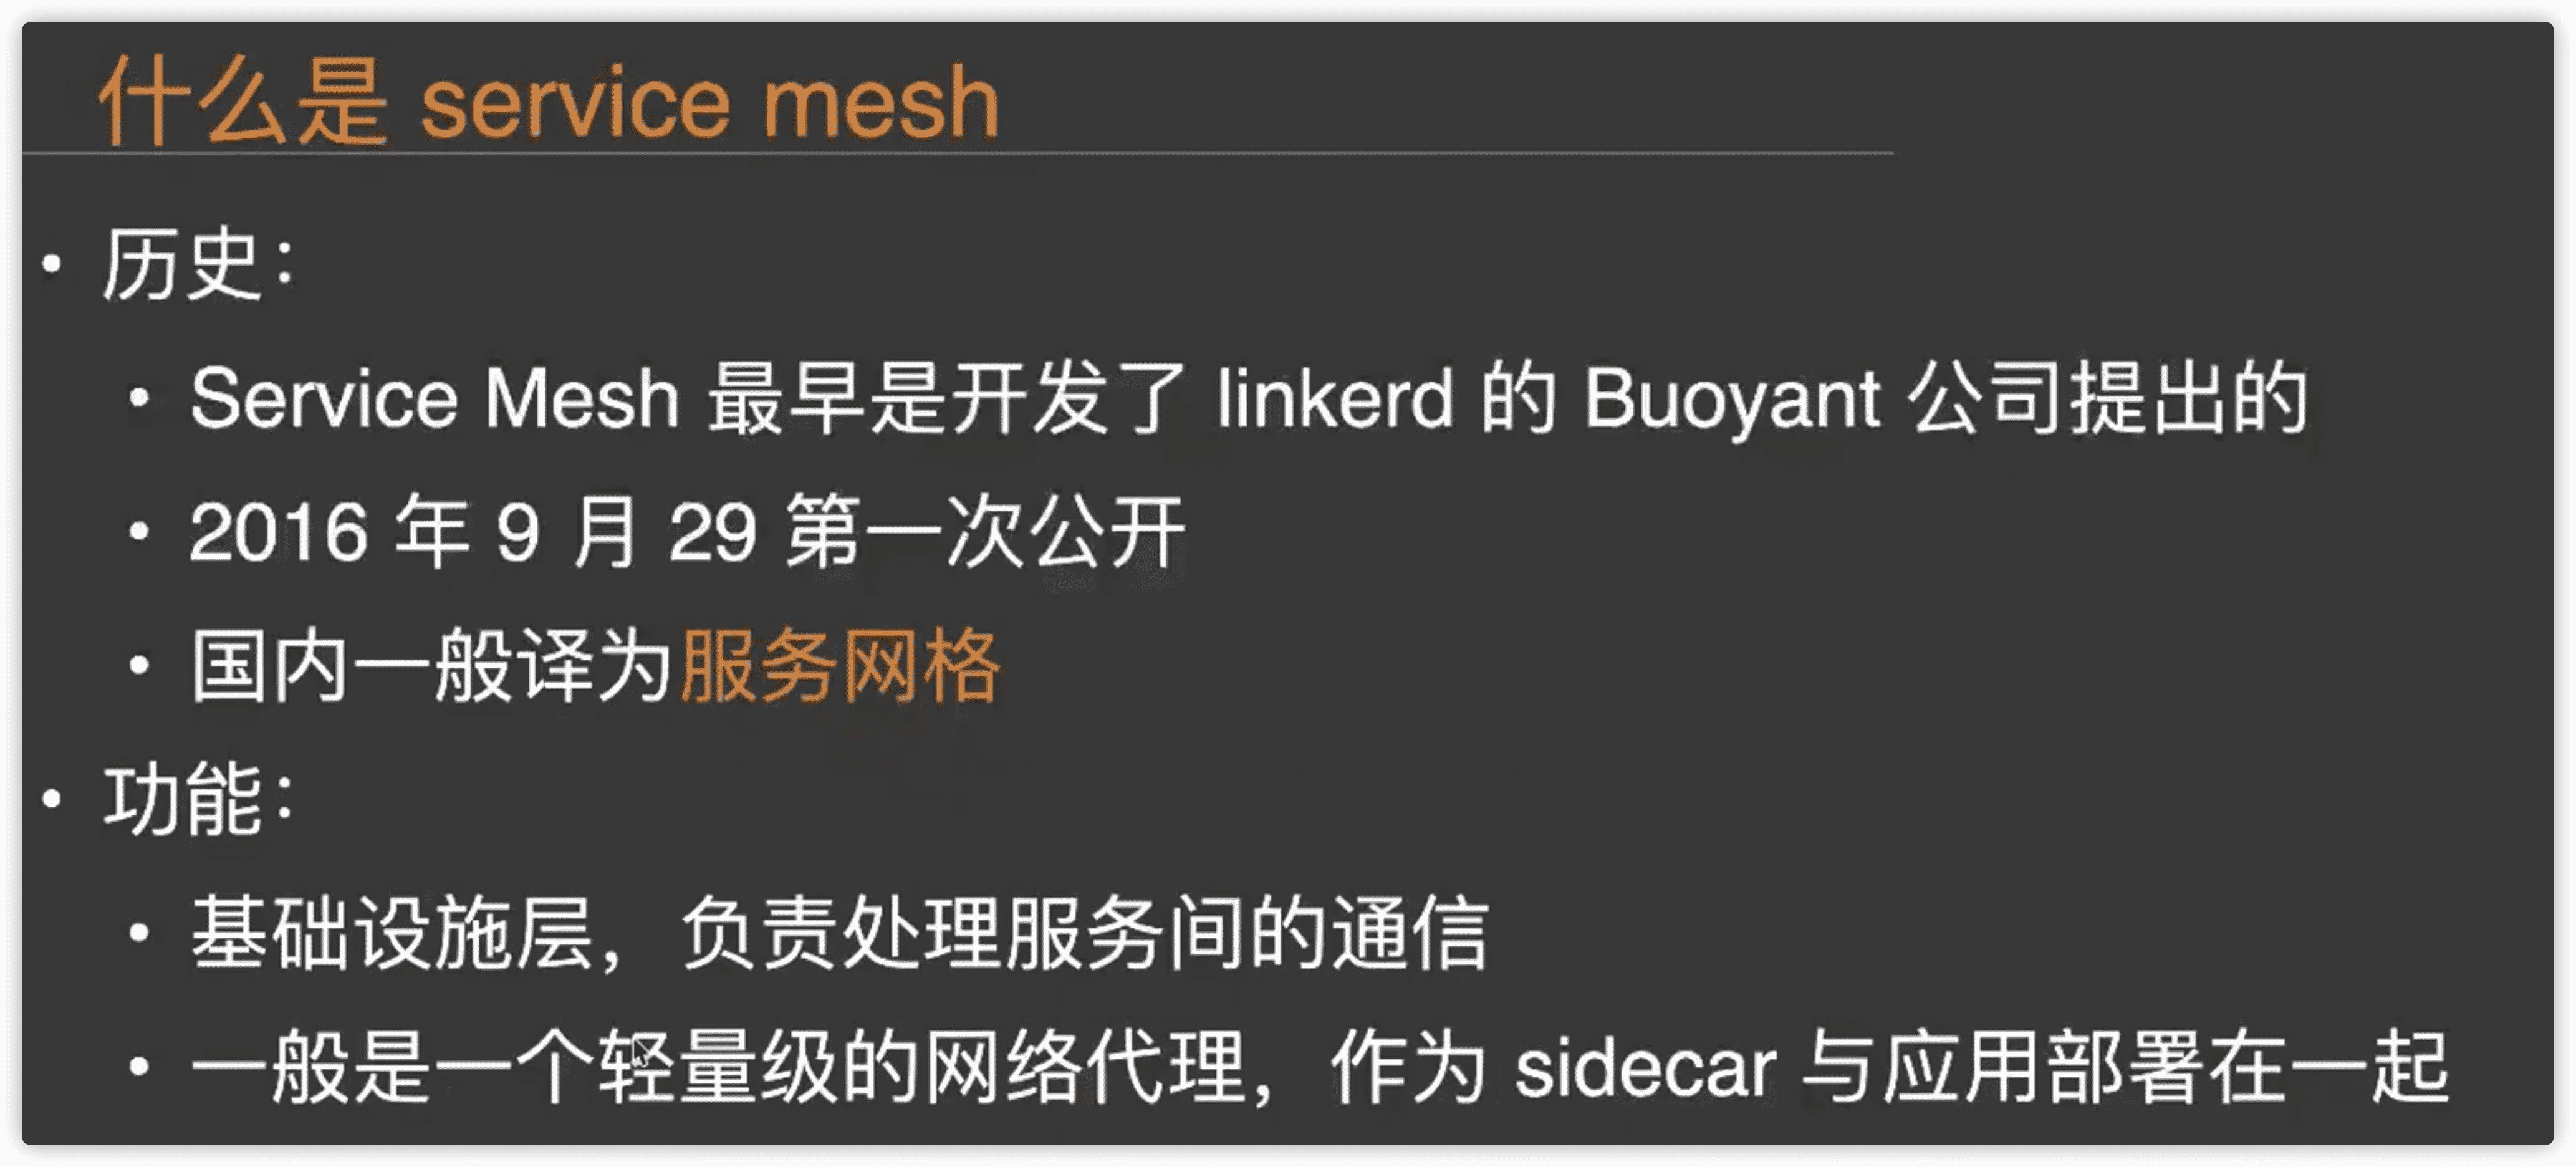 什么是 service mesh
• 历史：
• Service Mesh 最早是开发了 linkerd 的 Buoyant 公司提出的
• 2016 年 9 月 29 第一次公开
• 国内一般译为服务网格
• 功能：
• 基础设施层，负责处理服务间的通信
• 一般是一个轻量级的网络代理，作为 sidecar 与应用部署在一起